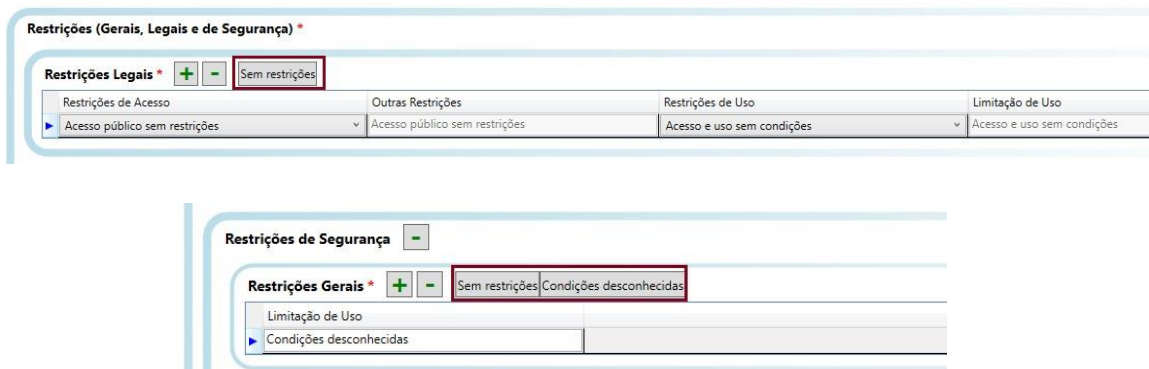 Restrições (Gerais, Legais e de Segurança) *
Restrições Legais * + - Sem restrições
Restrições de Acesso Outras Restrições Restrições de Uso Limitação de Uso
Acesso público sem restrições Acesso público sem restrições Acesso e uso sem condições Acesso e uso sem condições
Restrições de Segurança -
Restrições Gerais * + - Sem restrições Condições desconhecidas
Limitação de Uso
Condições desconhecidas